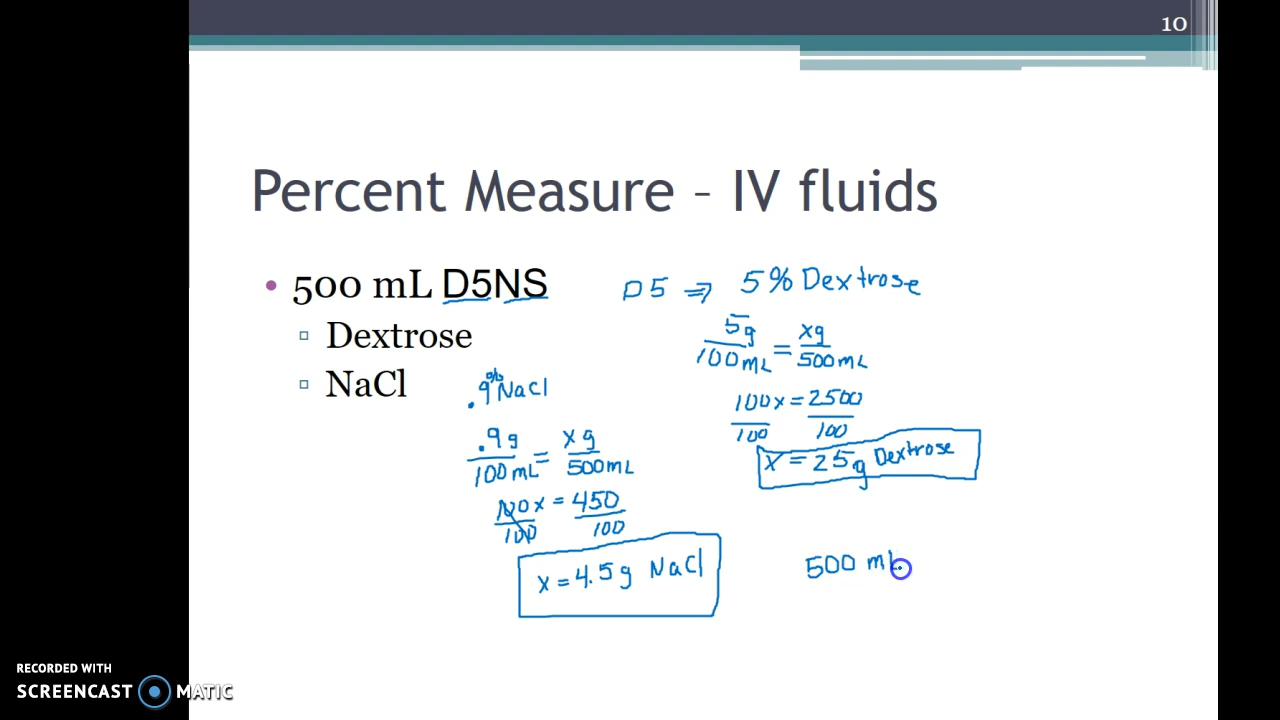 10
Percent Measure – IV fluids
• 500 mL D5NS
▫ Dextrose
▫ NaCl
D5 ⇒ 5% Dextrose
5g/100mL = xg/500mL
100x/100 = 2500/100
x = 25g Dextrose
.9% NaCl
.9g/100mL = xg/500mL
100x/100 = 450/100
x = 4.5g NaCl
500 mL
RECORDED WITH
SCREENCAST MATIC